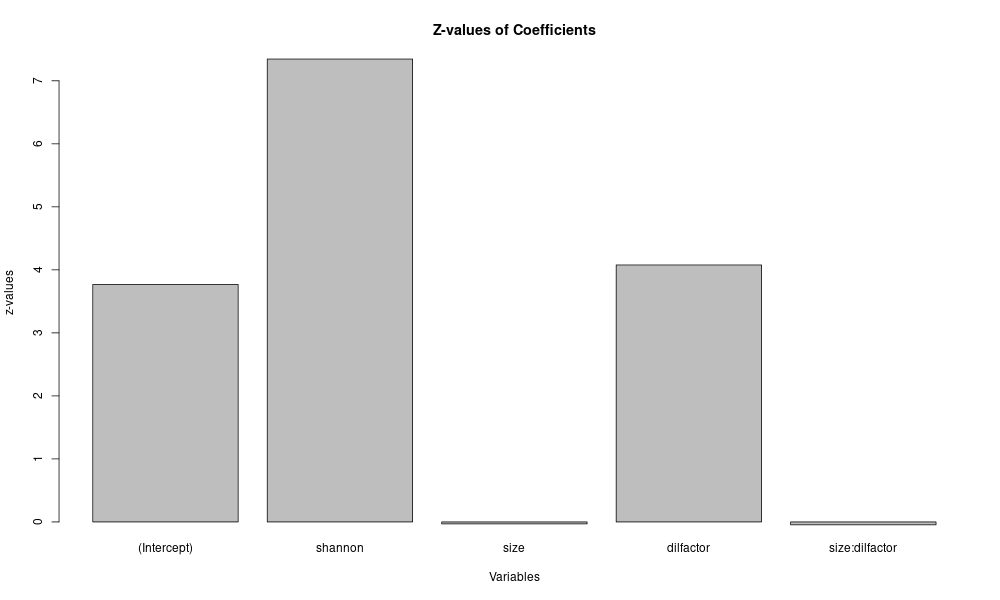 Z-values of Coefficients
z-values
7
6
5
4
3
2
1
0
(Intercept) shannon size dilfactor size:dilfactor
Variables